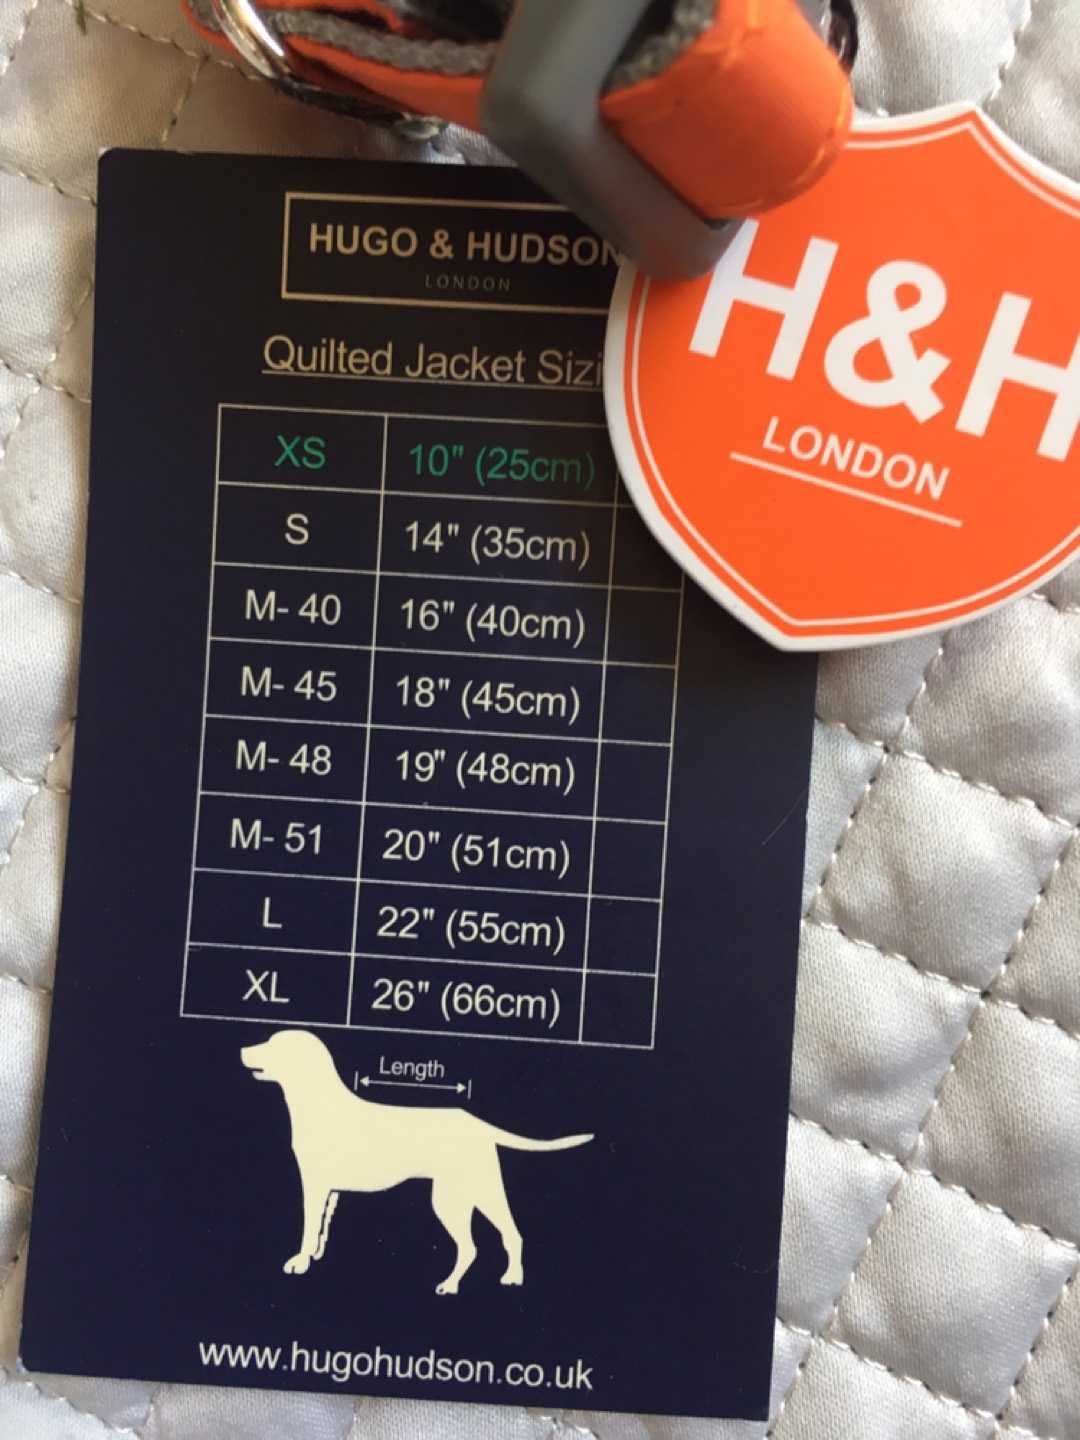 HUGO & HUDSON
LONDON
Quilted Jacket
XS 10" (25cm)
S 14" (35cm)
M- 40 16" (40cm)
M- 45 18" (45cm)
M- 48 19" (48cm)
M- 51 20" (51cm)
L 22" (55cm)
XL 26" (66cm)
Length
www.hugohudson.co.uk
H&H
LONDON